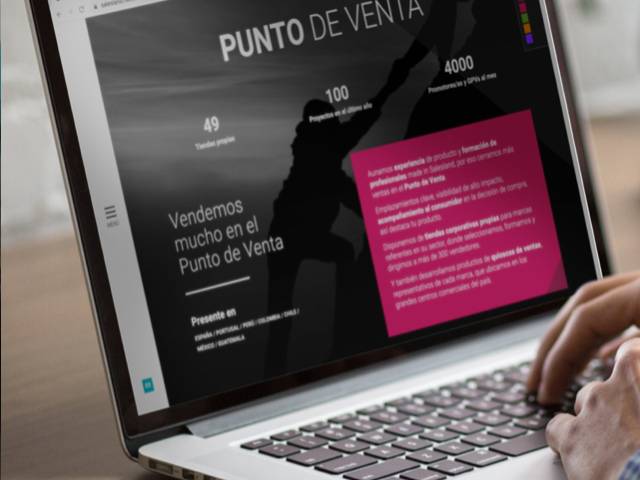 PUNTO DE VENTA
49
Tiendas propias
100
Proyectos en el último año
4000
Promotores/es y GPVs al mes
Vendemos
mucho en el
Punto de Venta
Presente en
ESPAÑA / PORTUGAL / PERÚ / COLOMBIA / CHILE /
MÉXICO / GUATEMALA
Aunamos experiencia de producto y formación de
profesionales made in Salesland, por eso cerramos más
ventas en el Punto de Venta.
Emplazamientos clave, visibilidad de alto impacto,
acompañamiento al consumidor en la decisión de compra,
así destaca tu producto.
Disponemos de tiendas corporativas propias para marcas
referentes en su sector, donde seleccionamos, formamos y
dirigimos a más de 300 vendedores.
Y también desarrollamos productos de quioscos de ventas,
representativos de cada marca, que ubicamos en los
grandes centros comerciales del país.
MENÚ